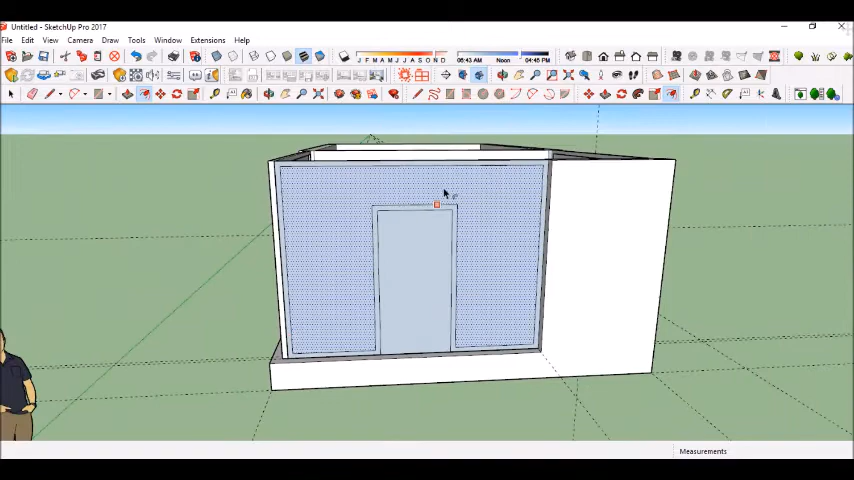 Untitled - SketchUp Pro 2017
File Edit View Camera Draw Tools Window Extensions Help
J F M A M J J A S O N D 06:43 AM Noon 04:45 PM
Measurements